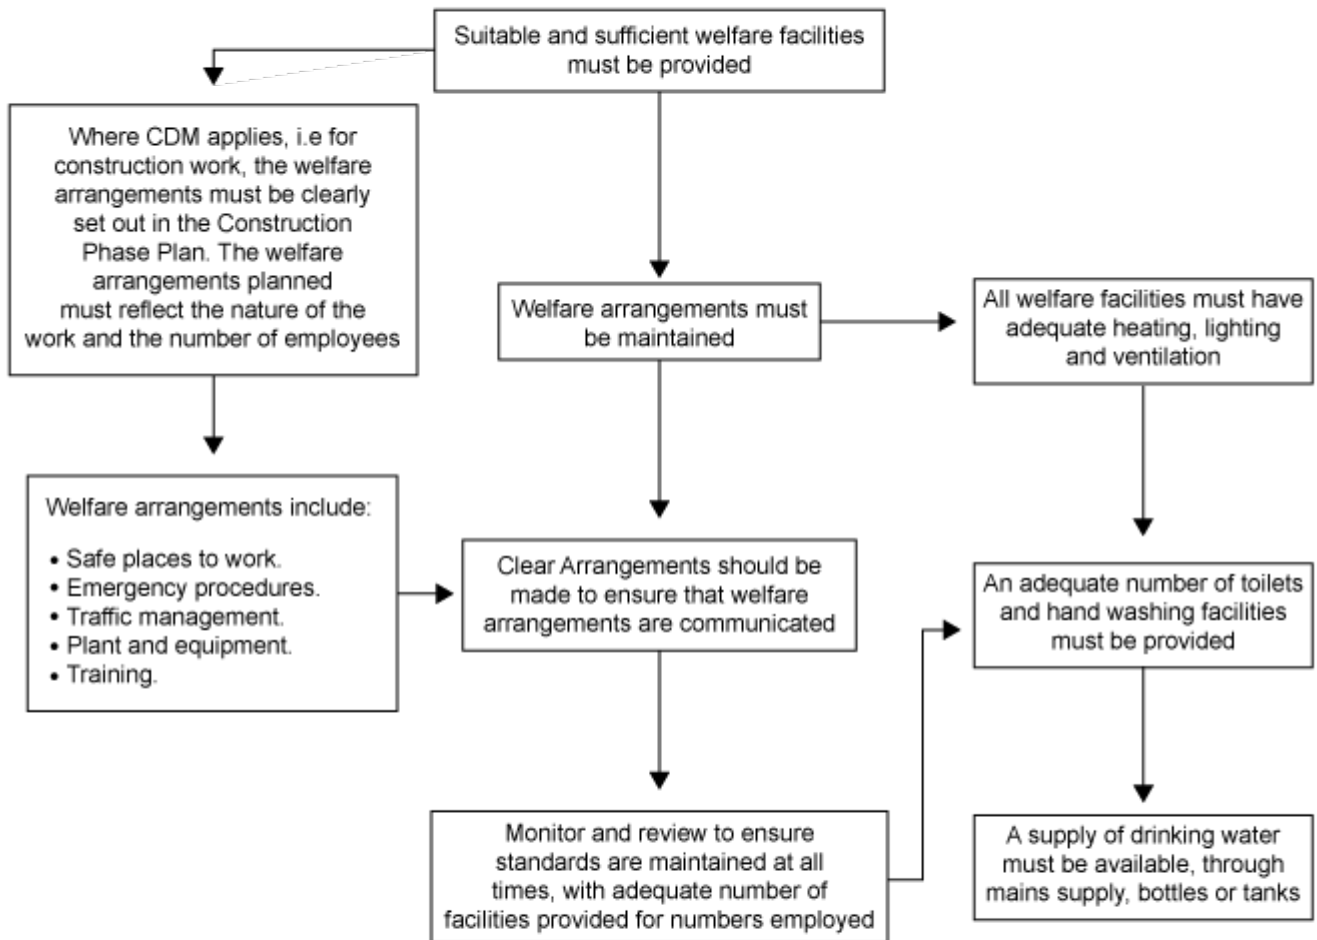 Suitable and sufficient welfare facilities
must be provided
Where CDM applies, i.e for
construction work, the welfare
arrangements must be clearly
set out in the Construction
Phase Plan. The welfare
arrangements planned
must reflect the nature of the
work and the number of employees
Welfare arrangements must
be maintained
All welfare facilities must have
adequate heating, lighting
and ventilation
Welfare arrangements include:
• Safe places to work.
• Emergency procedures.
• Traffic management.
• Plant and equipment.
• Training.
Clear Arrangements should be
made to ensure that welfare
arrangements are communicated
An adequate number of toilets
and hand washing facilities
must be provided
Monitor and review to ensure
standards are maintained at all
times, with adequate number of
facilities provided for numbers employed
A supply of drinking water
must be available, through
mains supply, bottles or tanks